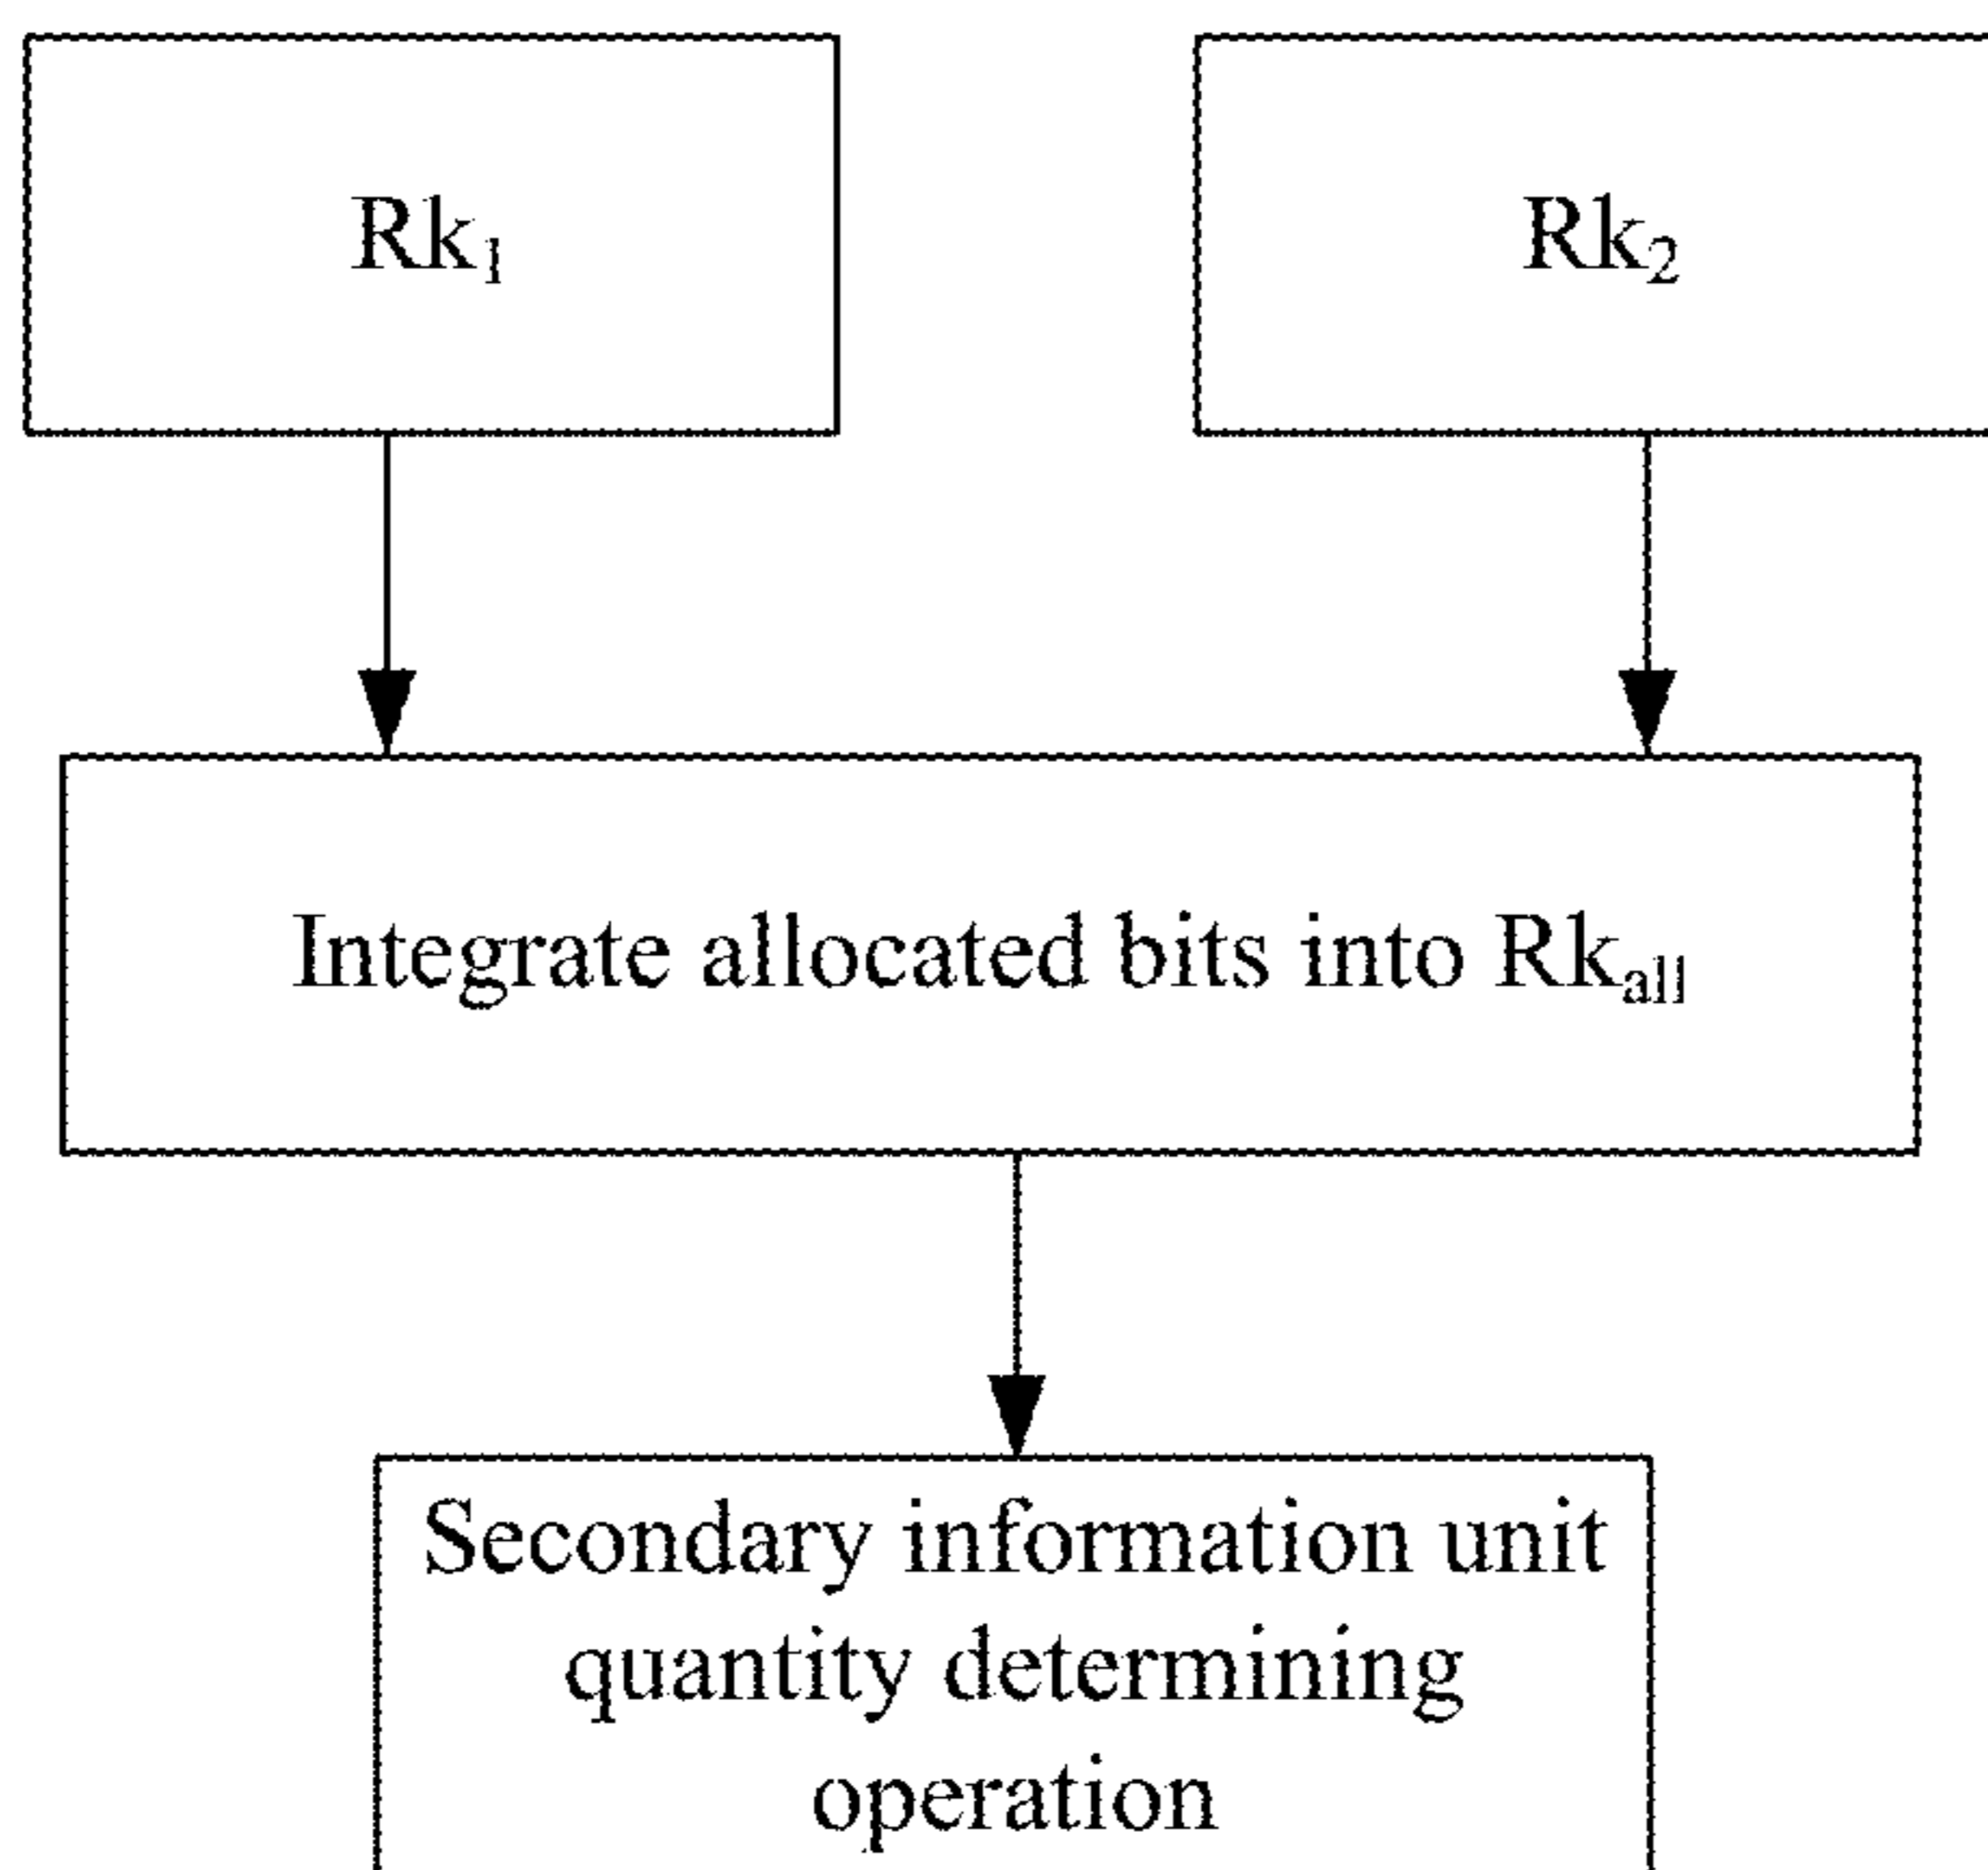 Rk₁
Rk₂
Integrate allocated bits into Rkₐₗₗ
Secondary information unit
quantity determining
operation